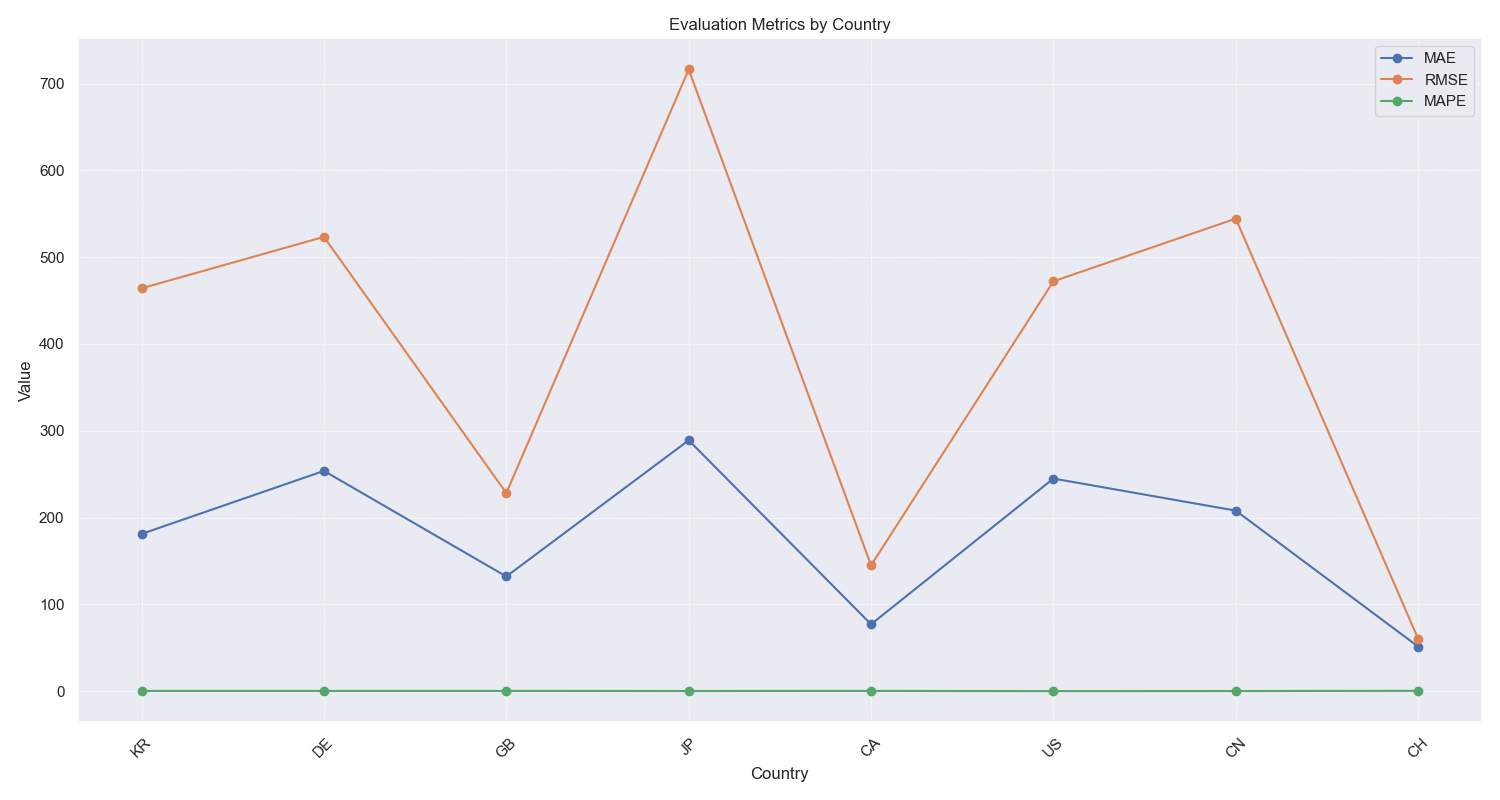 Evaluation Metrics by Country
MAE
RMSE
MAPE
700
600
500
400
300
200
100
0
Value
KR
DE
GB
JP
CA
US
CN
CH
Country